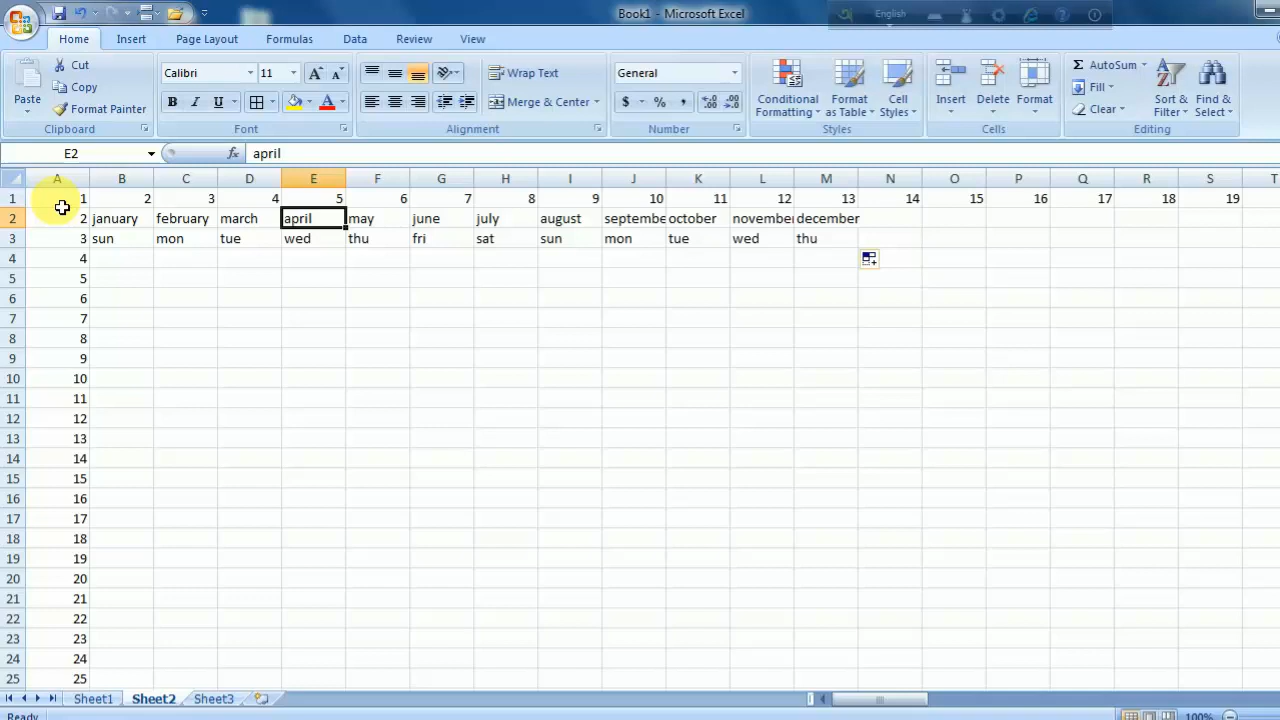 Book1 - Microsoft Excel
English
Home Insert Page Layout Formulas Data Review View
Paste Cut Copy Format Painter Clipboard
Calibri 11 B I U Font
Wrap Text Merge & Center Alignment
General $ % , Number
Conditional Formatting Format as Table Cell Styles Styles
Insert Delete Format Cells
AutoSum Fill Clear Sort & Filter Find & Select Editing
E2 fx april
A B C D E F G H I J K L M N O P Q R S T
1 1 2 3 4 5 6 7 8 9 10 11 12 13 14 15 16 17 18 19
2 2 january february march april may june july august septembe october november december
3 3 sun mon tue wed thu fri sat sun mon tue wed thu
4 4
5 5
6 6
7 7
8 8
9 9
10 10
11 11
12 12
13 13
14 14
15 15
16 16
17 17
18 18
19 19
20 20
21 21
22 22
23 23
24 24
25 25
Sheet1 Sheet2 Sheet3
Ready 100%